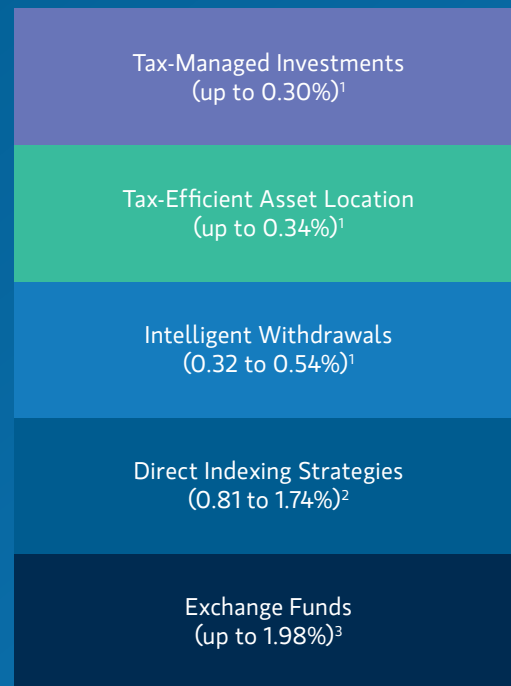 Tax-Managed Investments
(up to 0.30%)¹
Tax-Efficient Asset Location
(up to 0.34%)¹
Intelligent Withdrawals
(0.32 to 0.54%)¹
Direct Indexing Strategies
(0.81 to 1.74%)²
Exchange Funds
(up to 1.98%)³